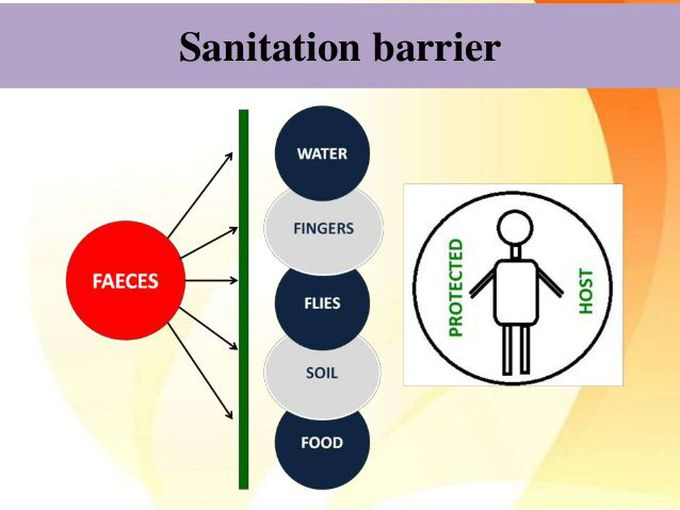 Sanitation barrier
WATER
FINGERS
FAECES
FLIES
SOIL
FOOD
PROTECTED
HOST